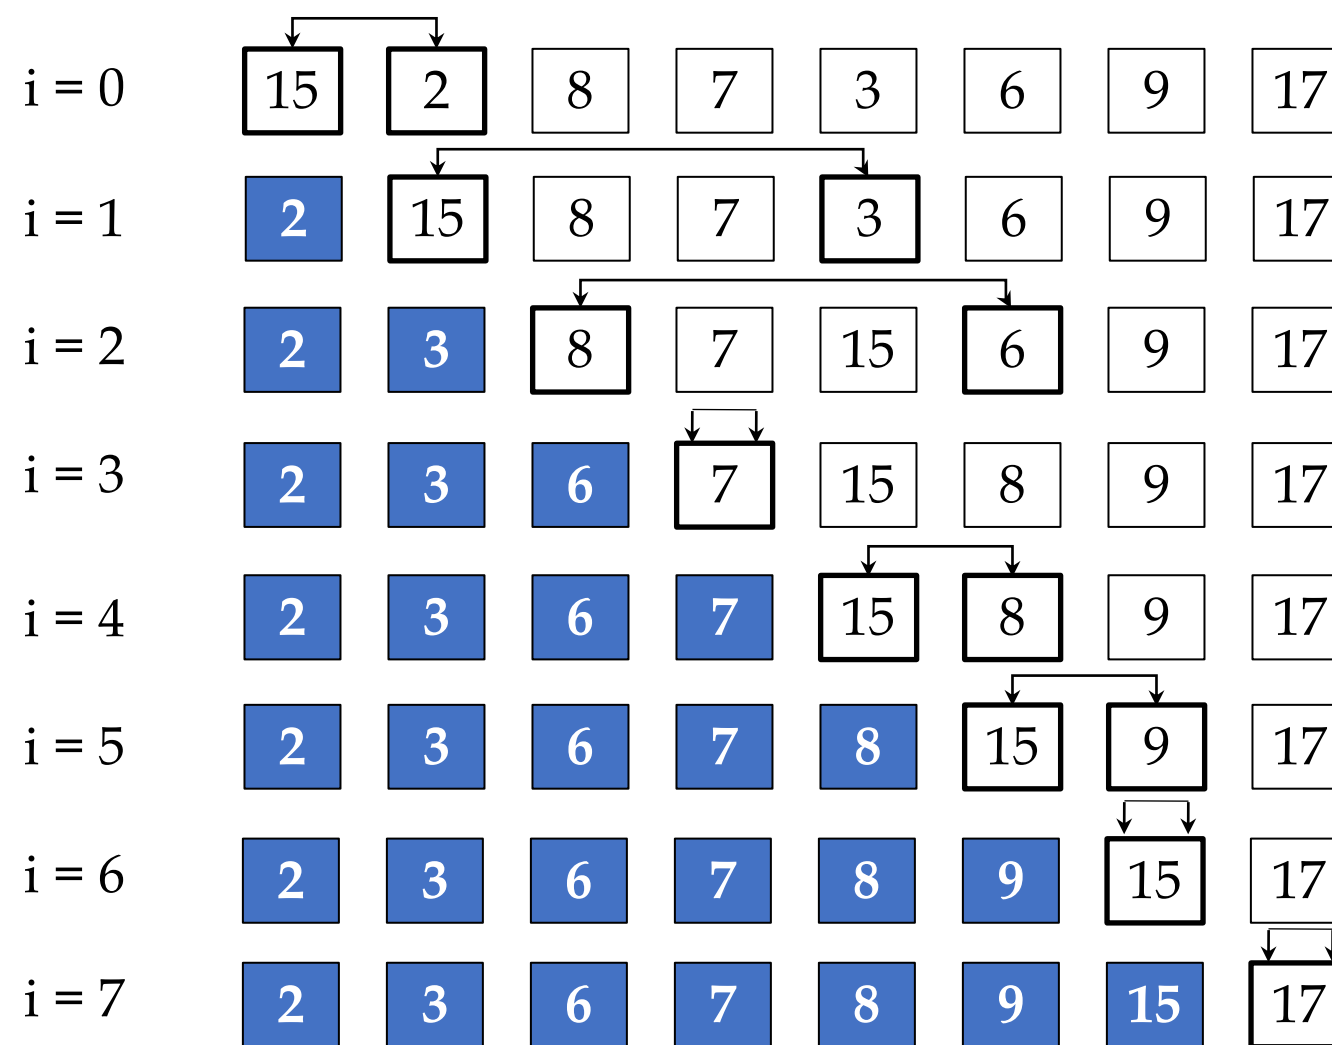 i = 0 15 2 8 7 3 6 9 17
i = 1 2 15 8 7 3 6 9 17
i = 2 2 3 8 7 15 6 9 17
i = 3 2 3 6 7 15 8 9 17
i = 4 2 3 6 7 15 8 9 17
i = 5 2 3 6 7 8 15 9 17
i = 6 2 3 6 7 8 9 15 17
i = 7 2 3 6 7 8 9 15 17